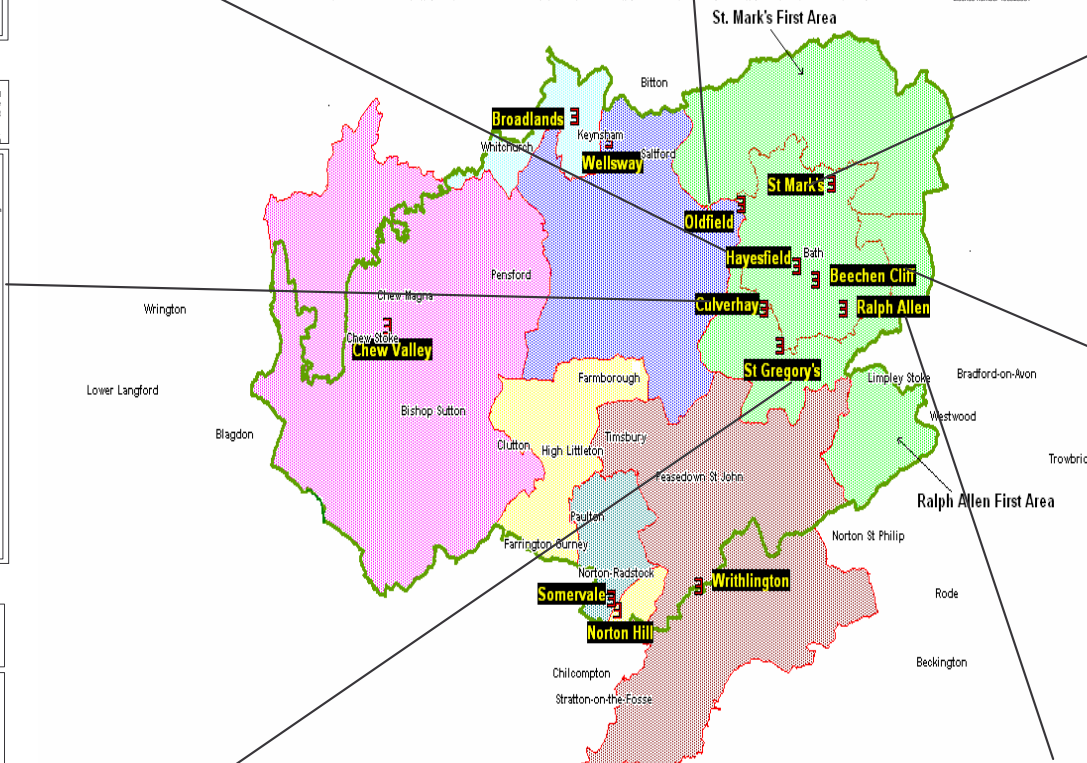 St. Mark's First Area
Bitton
Broadlands
Keynsham
Whitchurch
Saltford
Wellsway
St Mark's
Oldfield
Bath
Hayesfield
Pensford
Beechen Cliff
Chew Magna
Culverhay
Ralph Allen
Wrington
Chew Stoke
Chew Valley
St Gregory's
Farmborough
Limpley Stoke
Bradford-on-Avon
Lower Langford
Bishop Sutton
Westwood
Blagdon
Timsbury
Clutton
High Littleton
Trowbric
Peasedown St John
Ralph Allen First Area
Paulton
Norton St Philip
Farrington Gurney
Norton-Radstock
Writhlington
Somervale
Rode
Norton Hill
Beckington
Chilcompton
Stratton-on-the-Fosse